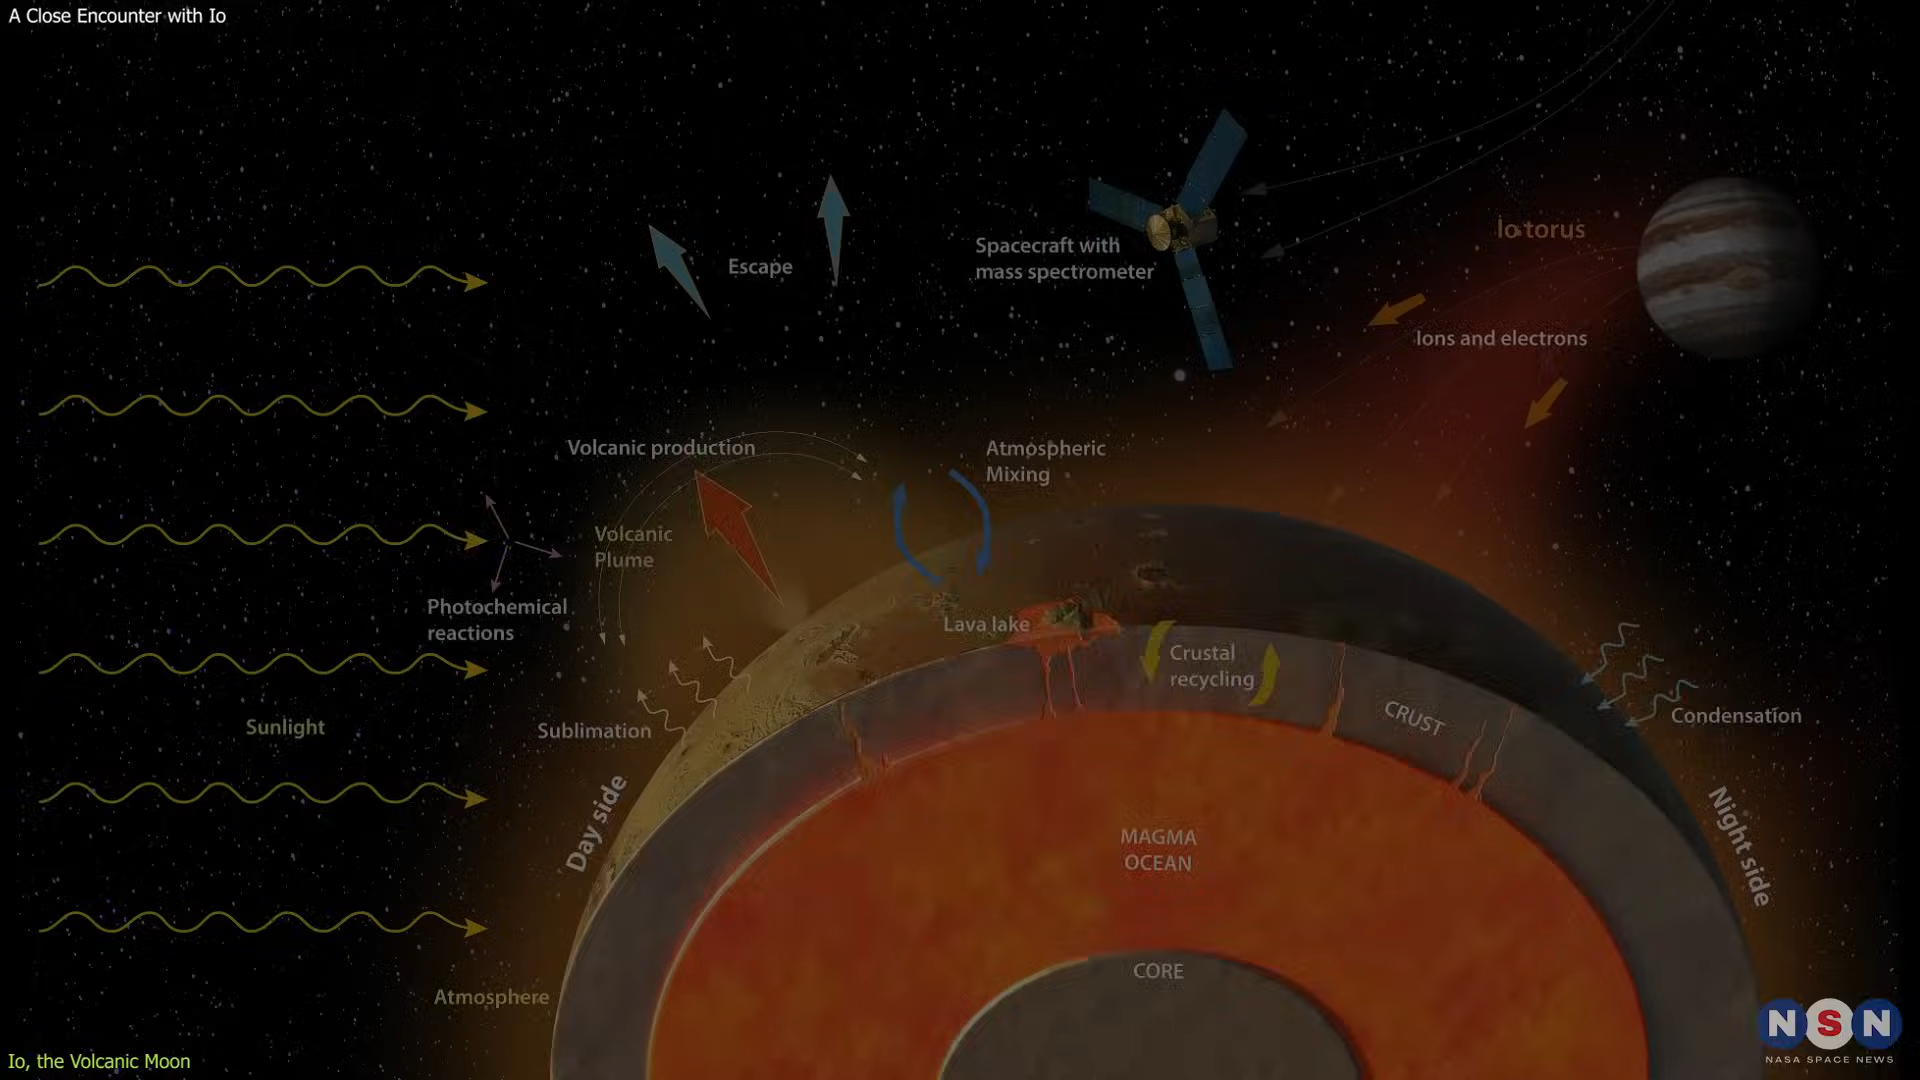 A Close Encounter with Io
Io torus
Spacecraft with
mass spectrometer
Escape
Ions and electrons
Volcanic production
Atmospheric
Mixing
Volcanic
Plume
Photochemical
reactions
Lava lake
Crustal
recycling
CRUST
Condensation
Sunlight
Sublimation
Day side
Night side
MAGMA
OCEAN
CORE
Atmosphere
NSN
NASA SPACE NEWS
Io, the Volcanic Moon